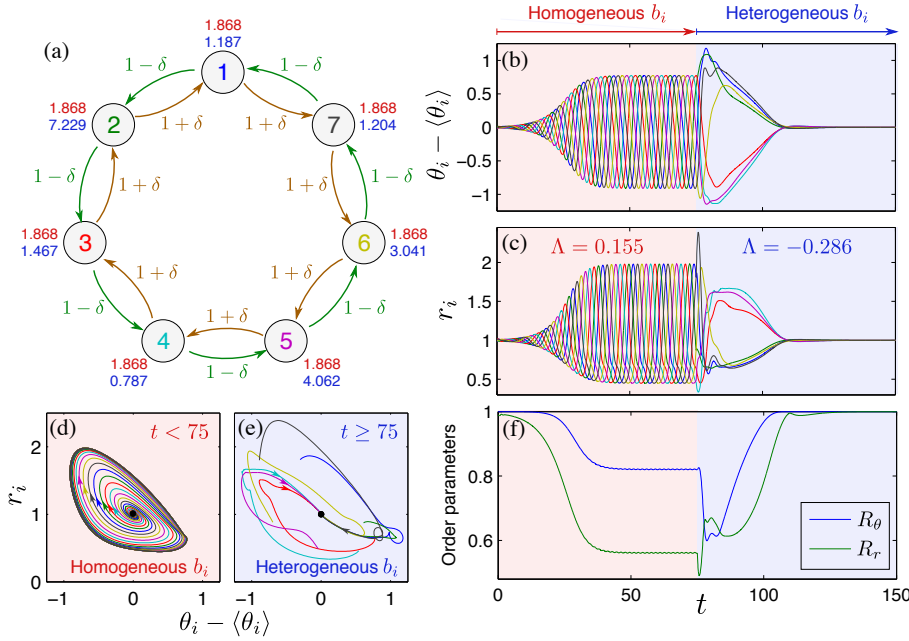 Homogeneous b_i
Heterogeneous b_i
(a)
1.868
1.187
1
1−δ
1−δ
1+δ
1+δ
1.868
7.229
2
7
1.868
1.204
1−δ
1+δ
1+δ
1−δ
1.868
1.467
3
6
1.868
3.041
1+δ
1−δ
1+δ
1−δ
1+δ
1−δ
4
5
1.868
0.787
1.868
4.062
(b)
θ_i − ⟨θ_i⟩
1
0.5
0
−0.5
−1
(c)
Λ = 0.155
Λ = −0.286
r_i
2
1.5
1
0.5
(d)
t < 75
r_i
2
1
0
Homogeneous b_i
−1
0
1
(e)
t ≥ 75
Heterogeneous b_i
−1
0
1
θ_i − ⟨θ_i⟩
(f)
Order parameters
1
0.8
0.6
R_θ
R_r
0
50
100
150
t